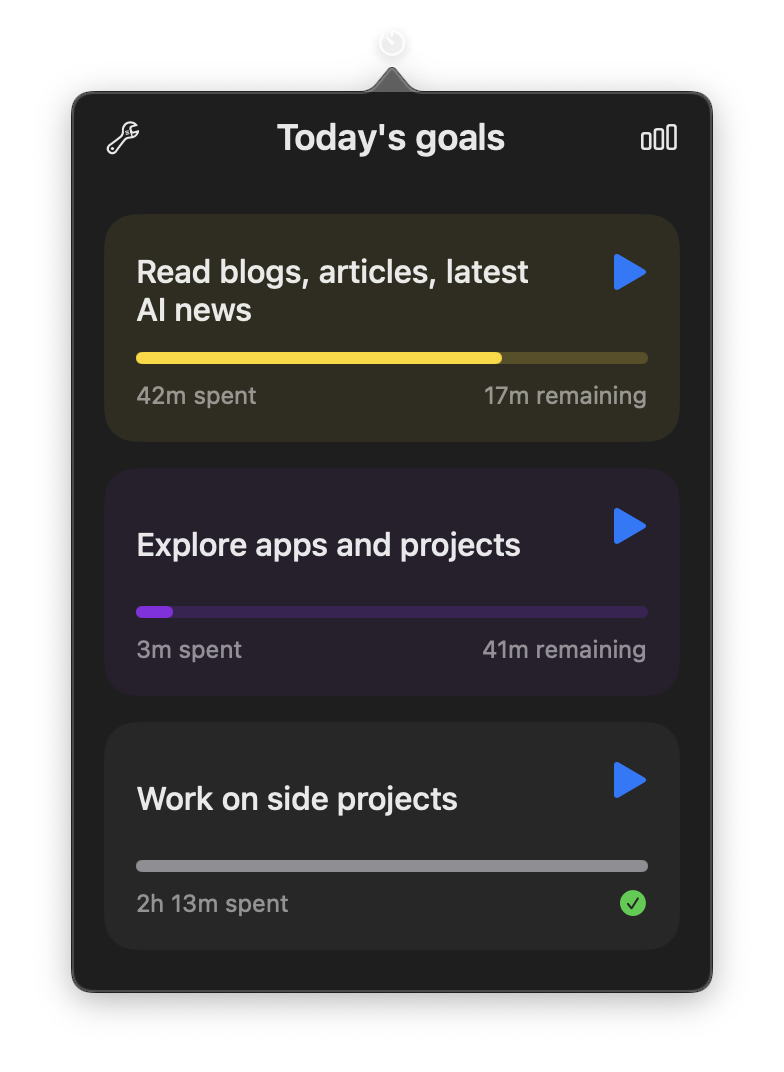 Today's goals
Read blogs, articles, latest
AI news
42m spent
17m remaining
Explore apps and projects
3m spent
41m remaining
Work on side projects
2h 13m spent